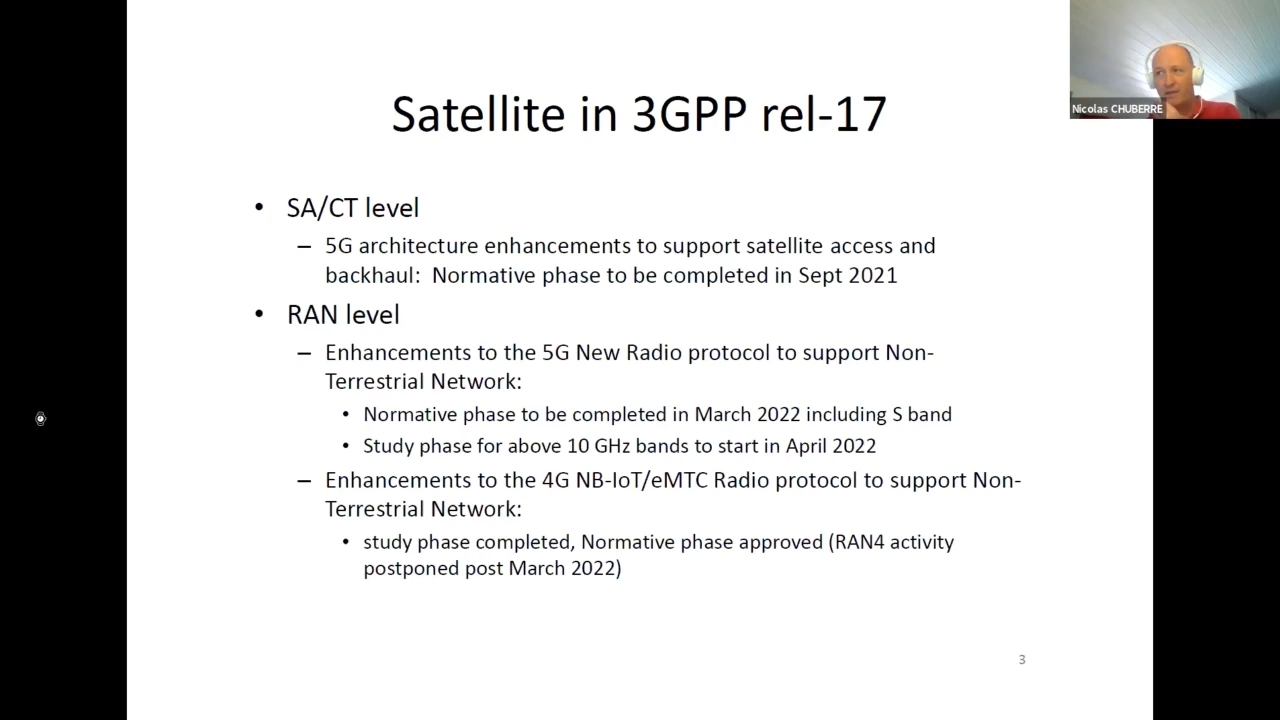 Satellite in 3GPP rel-17
Nicolas CHUBERRE
• SA/CT level
– 5G architecture enhancements to support satellite access and
backhaul: Normative phase to be completed in Sept 2021
• RAN level
– Enhancements to the 5G New Radio protocol to support Non-
Terrestrial Network:
• Normative phase to be completed in March 2022 including S band
• Study phase for above 10 GHz bands to start in April 2022
– Enhancements to the 4G NB-IoT/eMTC Radio protocol to support Non-
Terrestrial Network:
• study phase completed, Normative phase approved (RAN4 activity
postponed post March 2022)
3